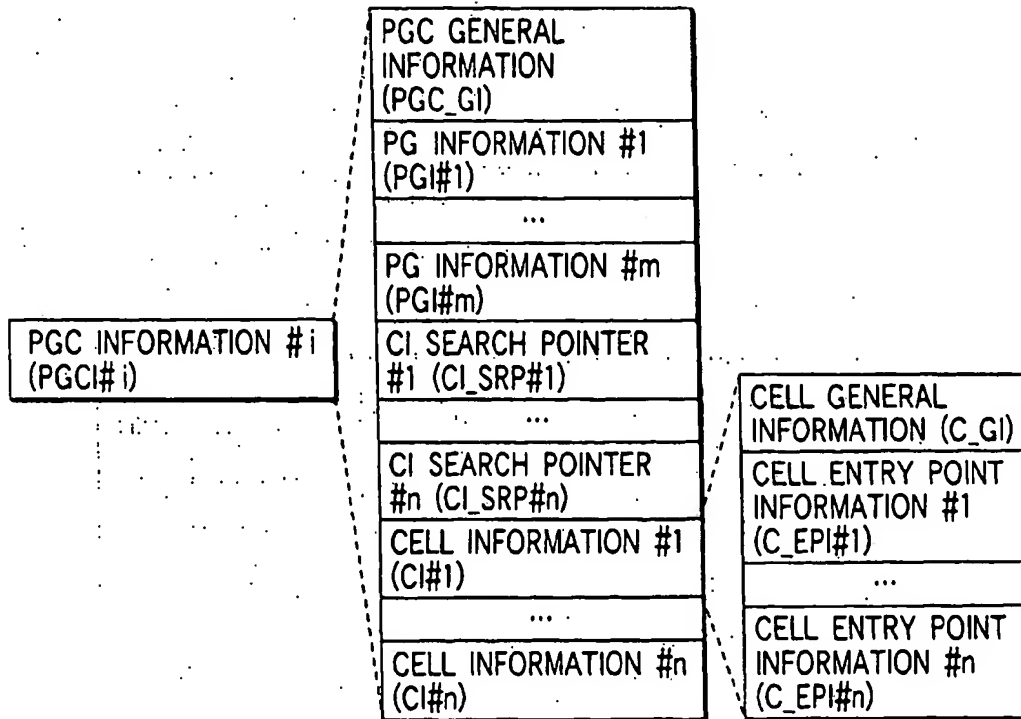 PGC INFORMATION #i
(PGCI#i)
PGC GENERAL
INFORMATION
(PGC_GI)
PG INFORMATION #1
(PGI#1)
...
PG INFORMATION #m
(PGI#m)
CI SEARCH POINTER
#1 (CI_SRP#1)
...
CI SEARCH POINTER
#n (CI_SRP#n)
CELL INFORMATION #1
(CI#1)
...
CELL INFORMATION #n
(CI#n)
CELL GENERAL
INFORMATION (C_GI)
CELL ENTRY POINT
INFORMATION #1
(C_EPI#1)
...
CELL ENTRY POINT
INFORMATION #n
(C_EPI#n)